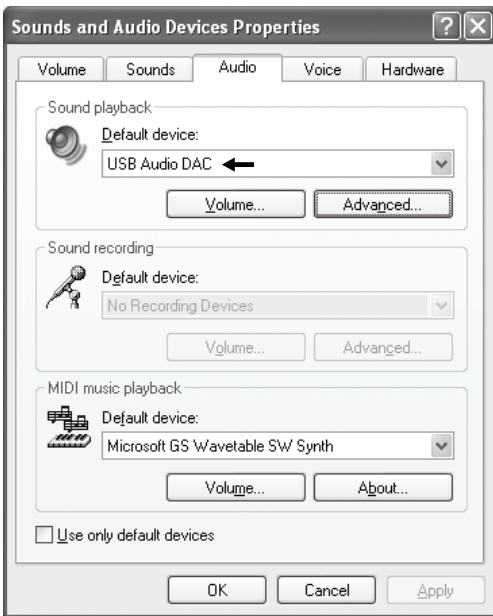 Sounds and Audio Devices Properties
?
Volume Sounds Audio Voice Hardware
Sound playback
Default device:
USB Audio DAC
Volume... Advanced...
Sound recording
Default device:
No Recording Devices
Volume... Advanced...
MIDI music playback
Default device:
Microsoft GS Wavetable SW Synth
Volume... About...
Use only default devices
OK Cancel Apply